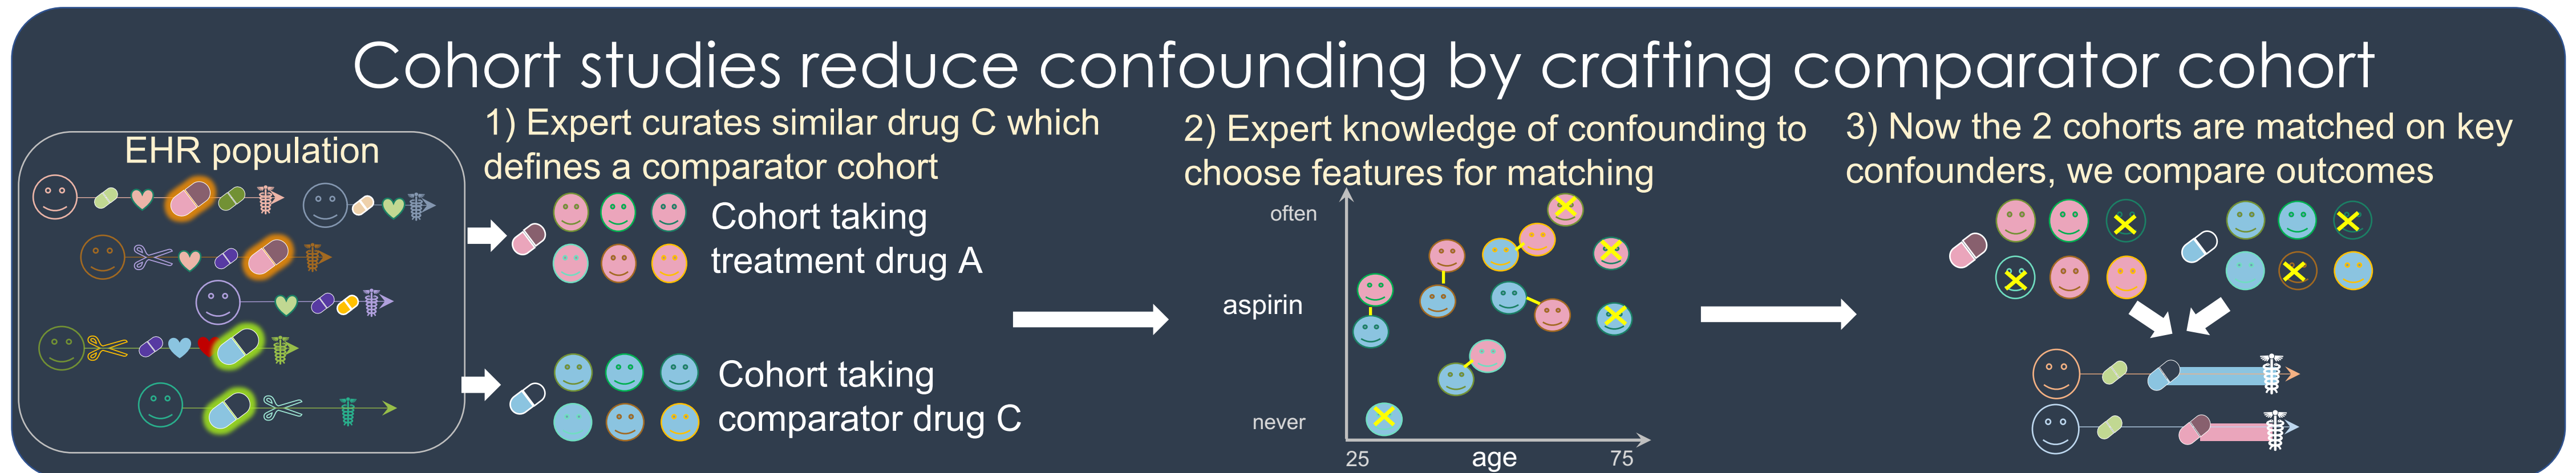 Cohort studies reduce confounding by crafting comparator cohort
EHR population
1) Expert curates similar drug C which
defines a comparator cohort
Cohort taking
treatment drug A
Cohort taking
comparator drug C
2) Expert knowledge of confounding to
choose features for matching
often
aspirin
never
25
age
75
3) Now the 2 cohorts are matched on key
confounders, we compare outcomes